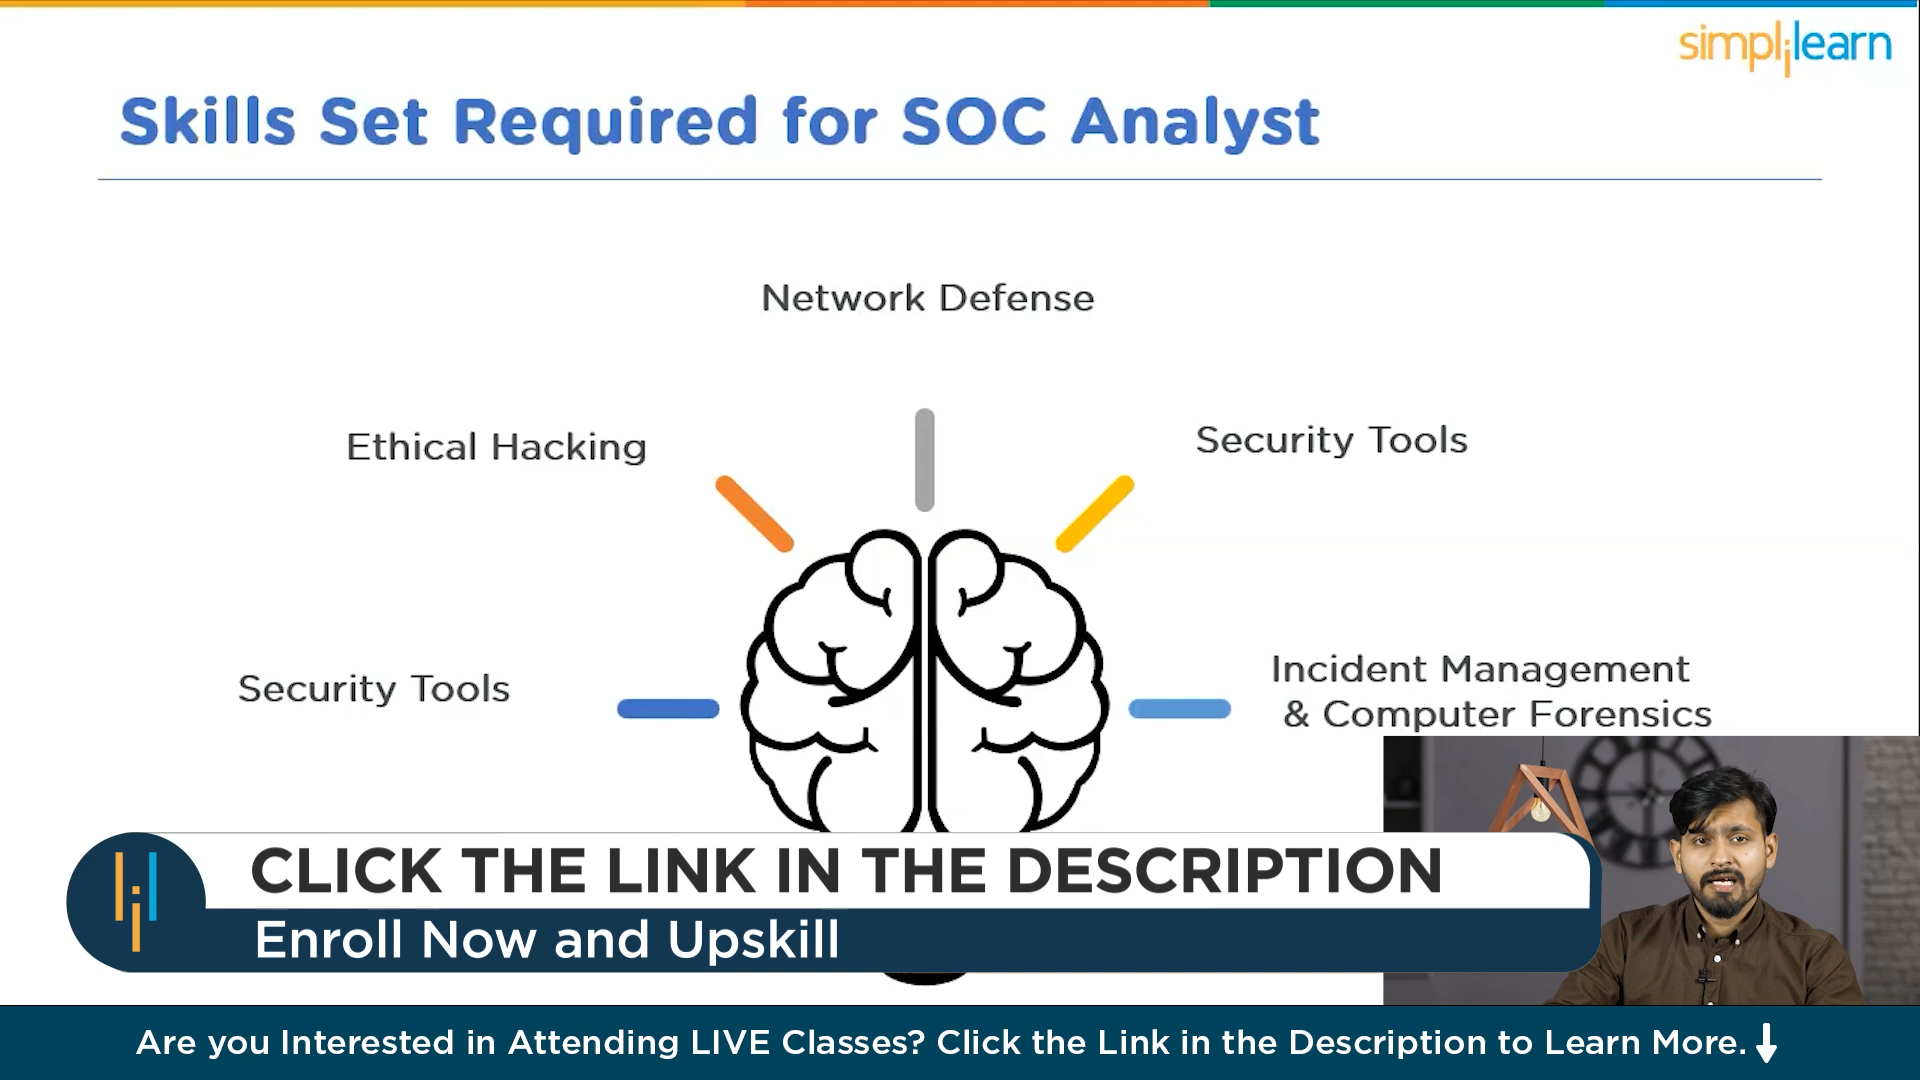 simplilearn
Skills Set Required for SOC Analyst
Network Defense
Ethical Hacking
Security Tools
Security Tools
Incident Management
& Computer Forensics
CLICK THE LINK IN THE DESCRIPTION
Enroll Now and Upskill
Are you Interested in Attending LIVE Classes? Click the Link in the Description to Learn More.